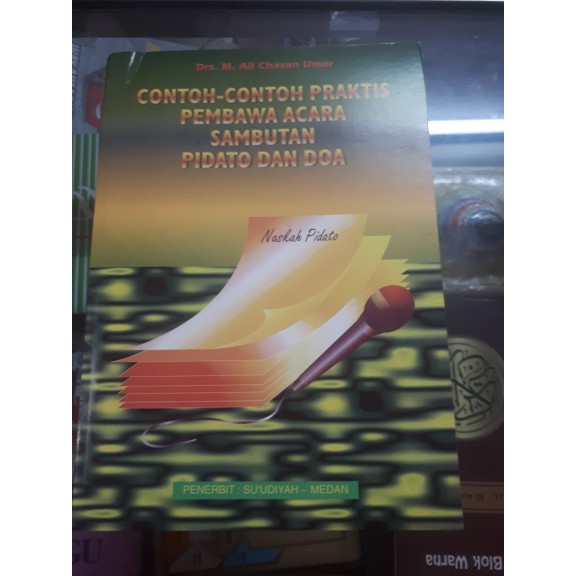 Drs. M. Ali Chasan Umar
CONTOH-CONTOH PRAKTIS
PEMBAWA ACARA
SAMBUTAN
PIDATO DAN DOA
Naskah Pidato
PENERBIT : SU'UDIYAH - MEDAN
GU
Blok Warna